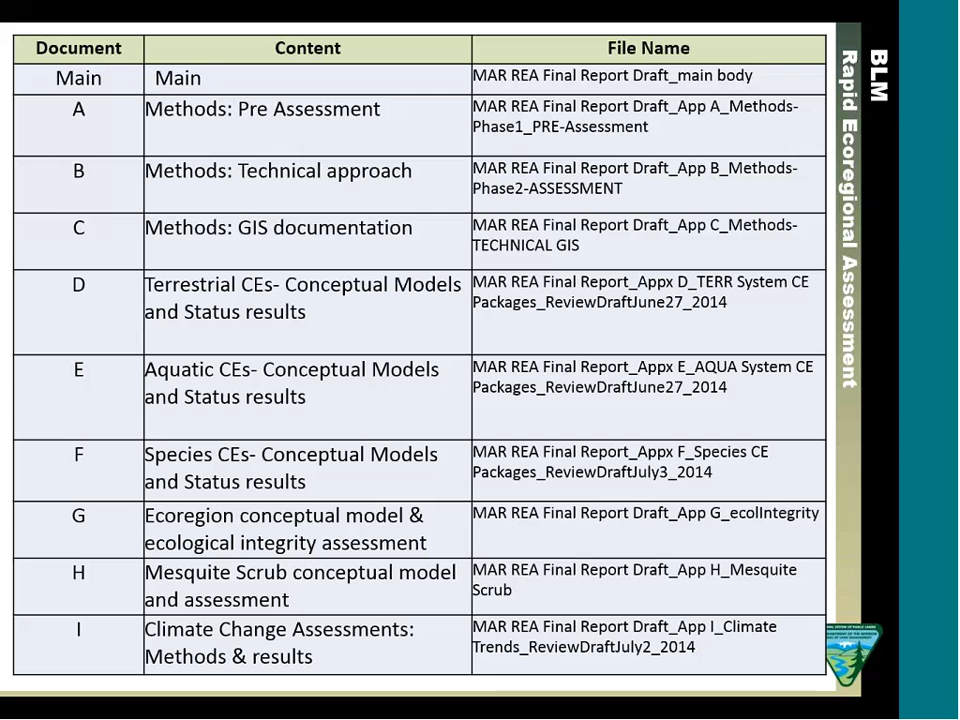 Document Content File Name
Main Main MAR REA Final Report Draft_main body
A Methods: Pre Assessment MAR REA Final Report Draft_App A_Methods-
Phase1_PRE-Assessment
B Methods: Technical approach MAR REA Final Report Draft_App B_Methods-
Phase2-ASSESSMENT
C Methods: GIS documentation MAR REA Final Report Draft_App C_Methods-
TECHNICAL GIS
D Terrestrial CEs- Conceptual Models MAR REA Final Report_Appx D_TERR System CE
and Status results Packages_ReviewDraftJune27_2014
E Aquatic CEs- Conceptual Models MAR REA Final Report_Appx E_AQUA System CE
and Status results Packages_ReviewDraftJune27_2014
F Species CEs- Conceptual Models MAR REA Final Report_Appx F_Species CE
and Status results Packages_ReviewDraftJuly3_2014
G Ecoregion conceptual model & MAR REA Final Report Draft_App G_ecolIntegrity
ecological integrity assessment
H Mesquite Scrub conceptual model MAR REA Final Report Draft_App H_Mesquite
and assessment Scrub
I Climate Change Assessments: MAR REA Final Report Draft_App I_Climate
Methods & results Trends_ReviewDraftJuly2_2014
BLM
Rapid Ecoregional Assessment